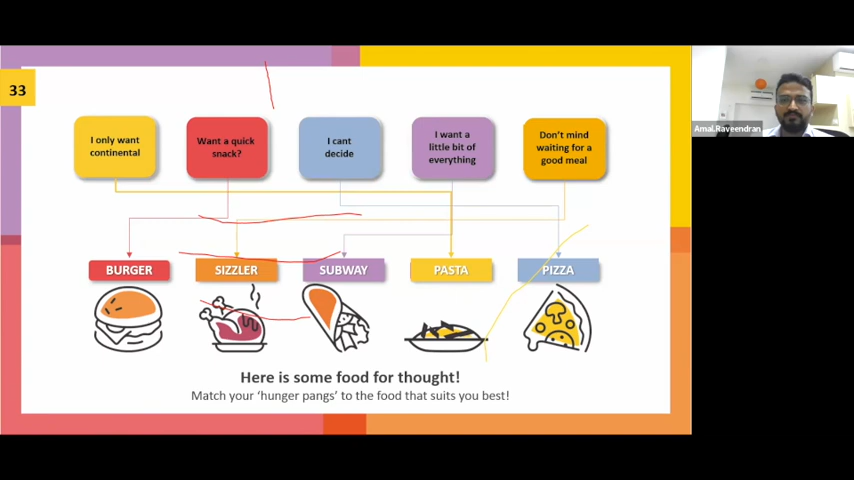 33
I only want
continental
Want a quick
snack?
I cant
decide
I want a
little bit of
everything
Don't mind
waiting for a
good meal
BURGER
SIZZLER
SUBWAY
PASTA
PIZZA
Here is some food for thought!
Match your 'hunger pangs' to the food that suits you best!
Amal.Raveendran